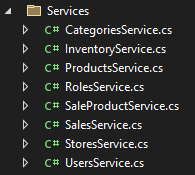 Services
C# CategoriesService.cs
C# InventoryService.cs
C# ProductsService.cs
C# RolesService.cs
C# SaleProductService.cs
C# SalesService.cs
C# StoresService.cs
C# UsersService.cs